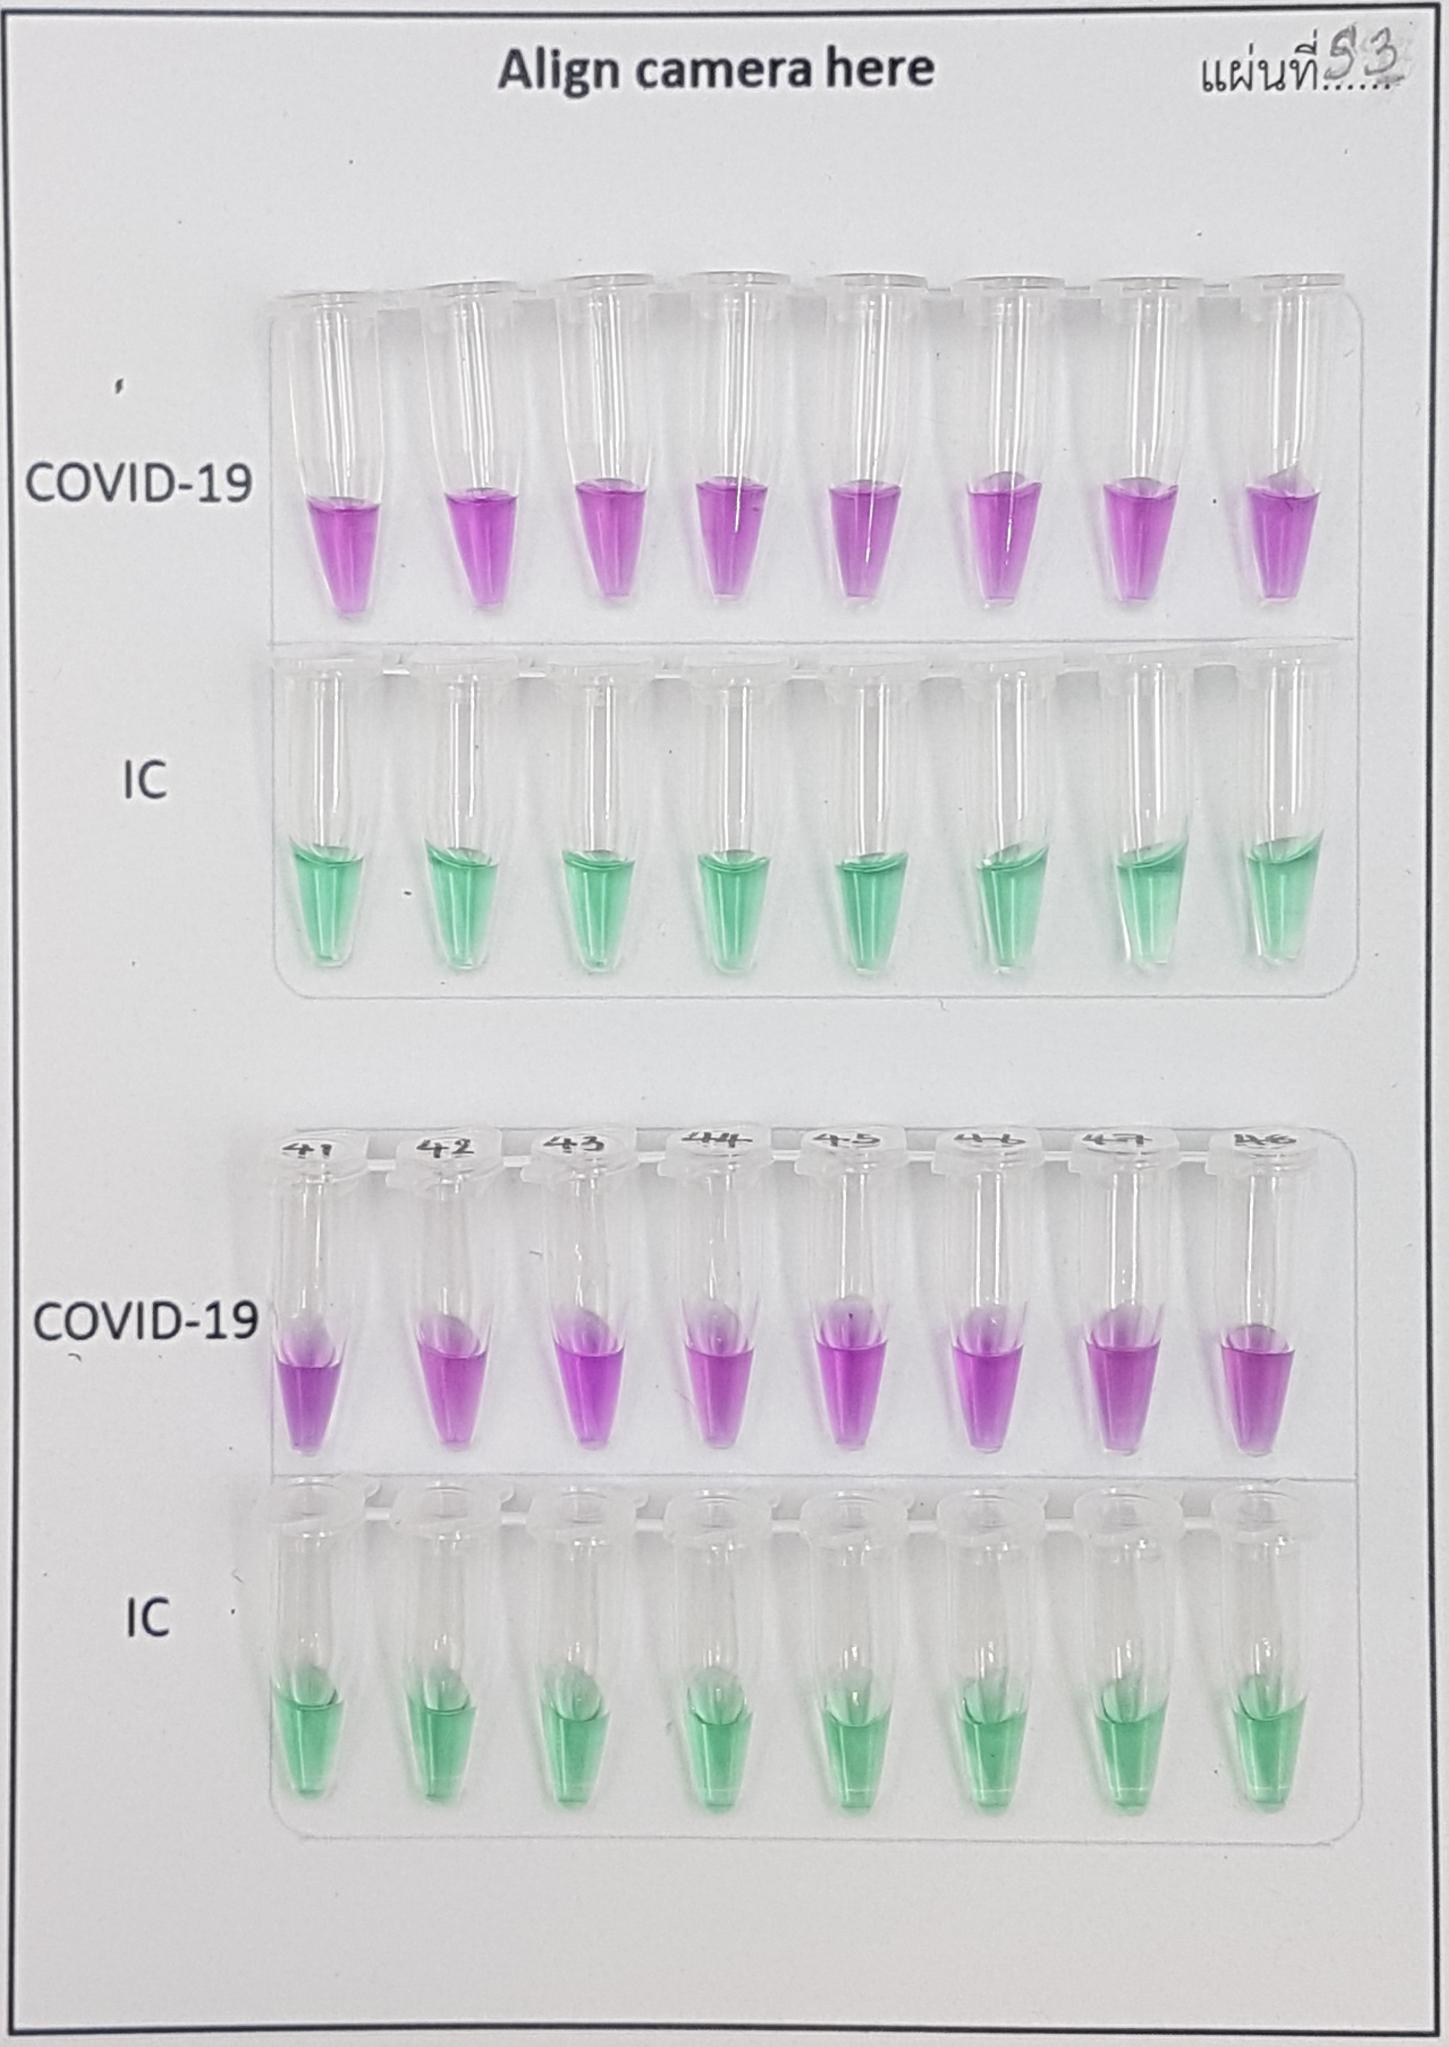 Align camera here
แผ่นที่......53
COVID-19
IC
41 42 43 44 45 46 47 48
COVID-19
IC